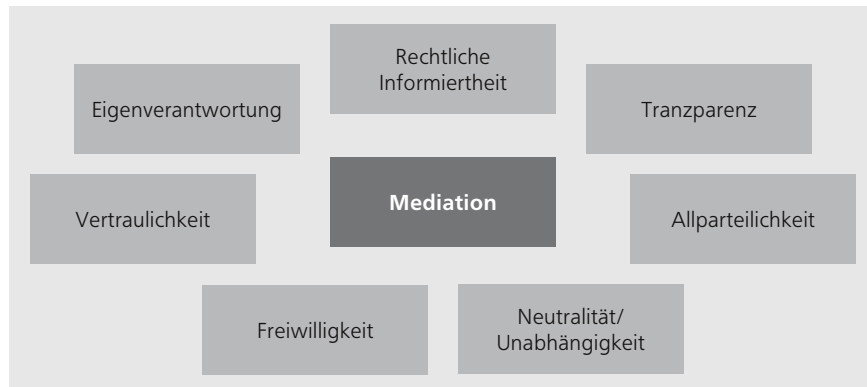 Rechtliche
Informiertheit
Eigenverantwortung
Tranzparenz
Mediation
Vertraulichkeit
Allparteilichkeit
Freiwilligkeit
Neutralität/
Unabhängigkeit